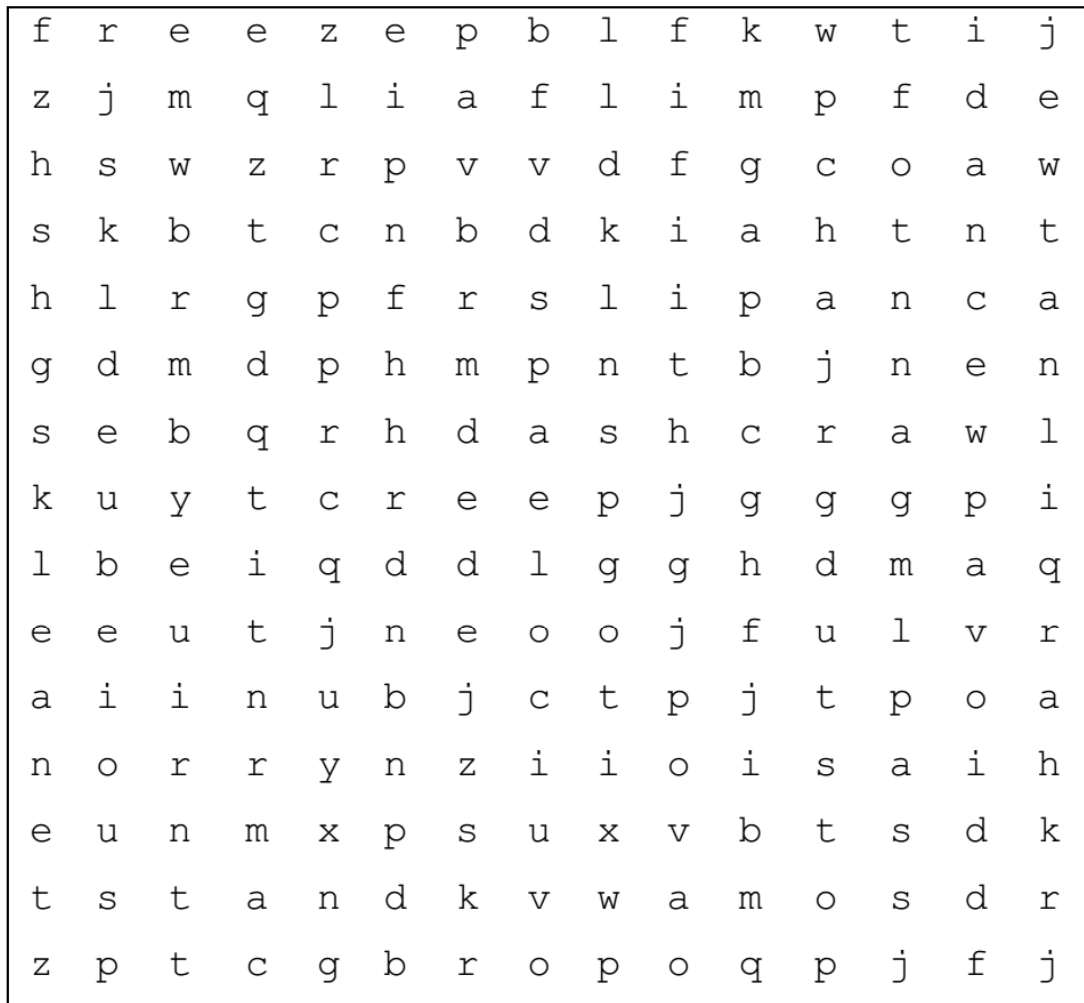 f r e e z e p b l f k w t i j
z j m q l i a f l i m p f d e
h s w z r p v v d f g c o a w
s k b t c n b d k i a h t n t
h l r g p f r s l i p a n c a
g d m d p h m p n t b j n e n
s e b q r h d a s h c r a w l
k u y t c r e e p j g g g p i
l b e i q d d l g g h d m a q
e e u t j n e o o j f u l v r
a i i n u b j c t p j t p o a
n o r r y n z i i o i s a i h
e u n m x p s u x v b t s d k
t s t a n d k v w a m o s d r
z p t c g b r o p o q p j f j